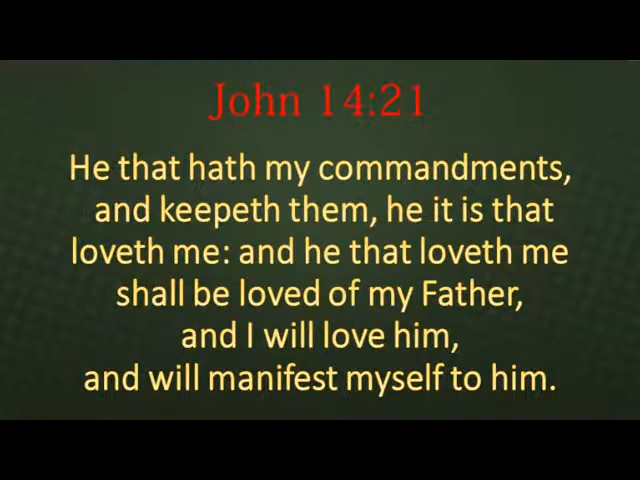 John 14:21
He that hath my commandments,
and keepeth them, he it is that
loveth me: and he that loveth me
shall be loved of my Father,
and I will love him,
and will manifest myself to him.